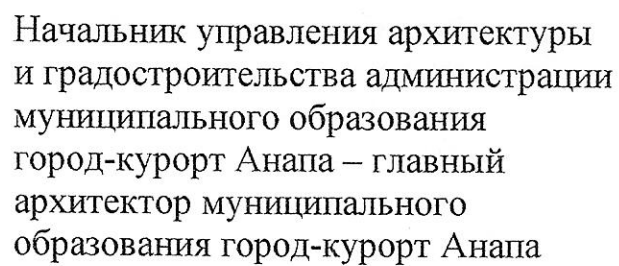 Начальник управления архитектуры
и градостроительства администрации
муниципального образования
город-курорт Анапа – главный
архитектор муниципального
образования город-курорт Анапа